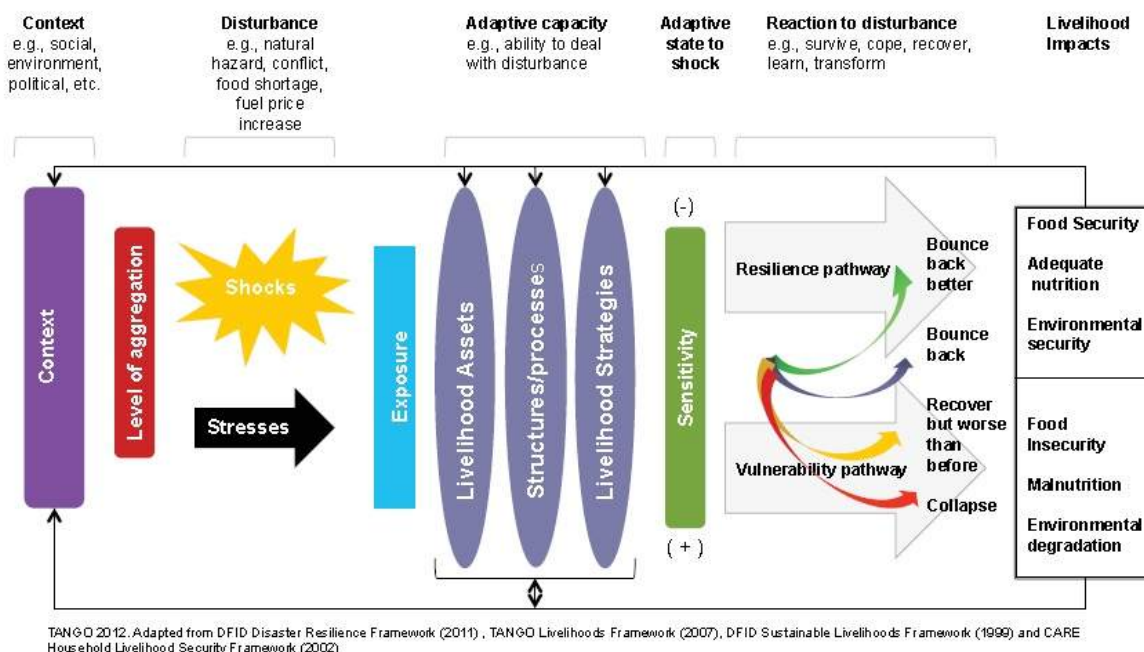 Context
e.g., social,
environment,
political, etc.
Disturbance
e.g., natural
hazard, conflict,
food shortage,
fuel price
increase
Adaptive capacity
e.g., ability to deal
with disturbance
Adaptive
state to
shock
Reaction to disturbance
e.g., survive, cope, recover,
learn, transform
Livelihood
Impacts
Context
Level of aggregation
Shocks
Stresses
Exposure
Livelihood Assets
Structures/processes
Livelihood Strategies
(-)
Sensitivity
(+)
Resilience pathway
Vulnerability pathway
Bounce
back
better
Bounce
back
Recover
but worse
than
before
Collapse
Food Security
Adequate
nutrition
Environmental
security
Food
Insecurity
Malnutrition
Environmental
degradation
TANGO 2012. Adapted from DFID Disaster Resilience Framework (2011) , TANGO Livelihoods Framework (2007), DFID Sustainable Livelihoods Framework (1999) and CARE
Household Livelihood Security Framework (2002)